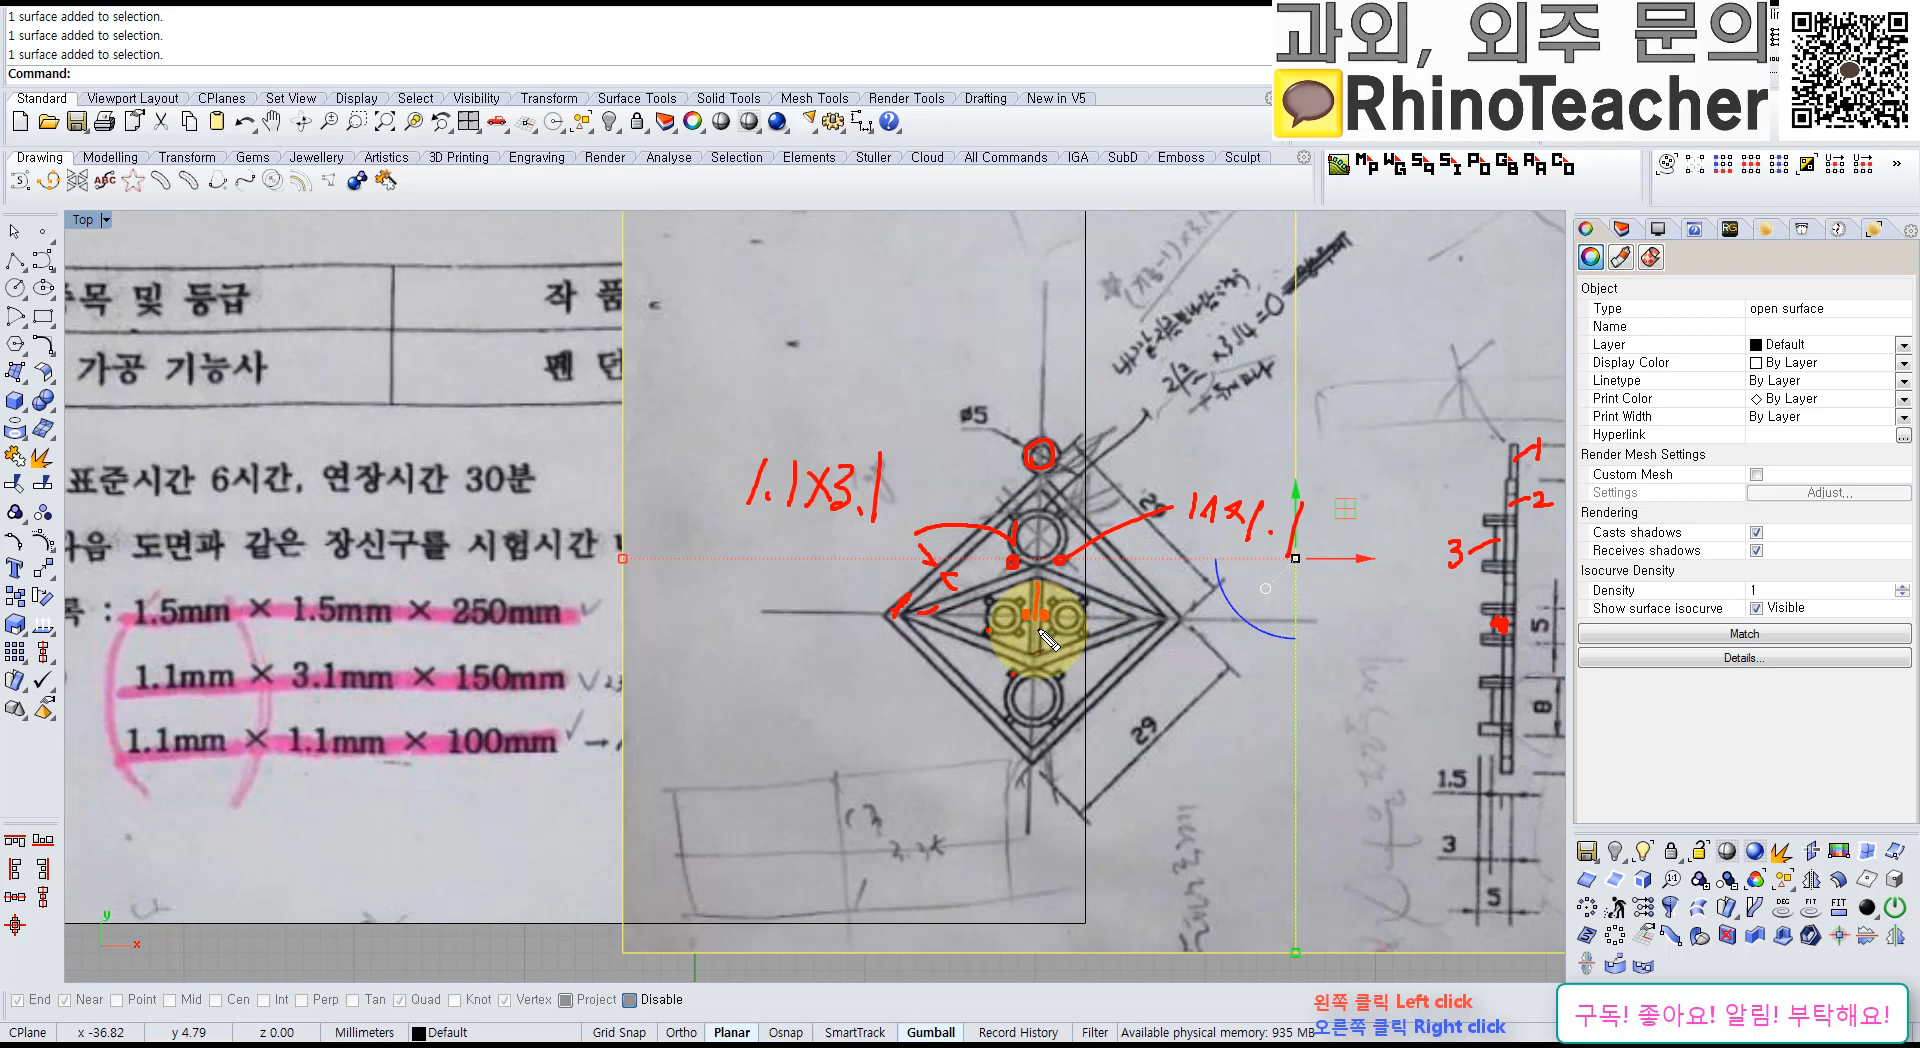 1 surface added to selection.
1 surface added to selection.
1 surface added to selection.
Command:
과외, 외주 문의
RhinoTeacher
Standard Viewport Layout CPlanes Set View Display Select Visibility Transform Surface Tools Solid Tools Mesh Tools Render Tools Drafting New in V5
Drawing Modelling Transform Gems Jewellery Artistics 3D Printing Engraving Render Analyse Selection Elements Stuller Cloud All Commands IGA SubD Emboss Sculpt
Top
목 및 등급
作 品
가공 기능사
펜 던
표준시간 6시간, 연장시간 30분
음 도면과 같은 장신구를 시험시간
: 1.5mm × 1.5mm × 250mm
1.1mm × 3.1mm × 150mm
1.1mm × 1.1mm × 100mm
ø5
1.1×3.1
29
1
2
3
5
8
1.5
3
5
Object
Type open surface
Name
Layer Default
Display Color By Layer
Linetype By Layer
Print Color By Layer
Print Width By Layer
Hyperlink ...
Render Mesh Settings
Custom Mesh
Settings Adjust...
Rendering
Casts shadows
Receives shadows
Isocurve Density
Density 1
Show surface isocurve Visible
Match
Details...
y
x
End Near Point Mid Cen Int Perp Tan Quad Knot Vertex Project Disable
왼쪽 클릭 Left click
오른쪽 클릭 Right click
구독! 좋아요! 알림! 부탁해요!
CPlane x -36.82 y 4.79 z 0.00 Millimeters Default Grid Snap Ortho Planar Osnap SmartTrack Gumball Record History Filter Available physical memory: 935 MB